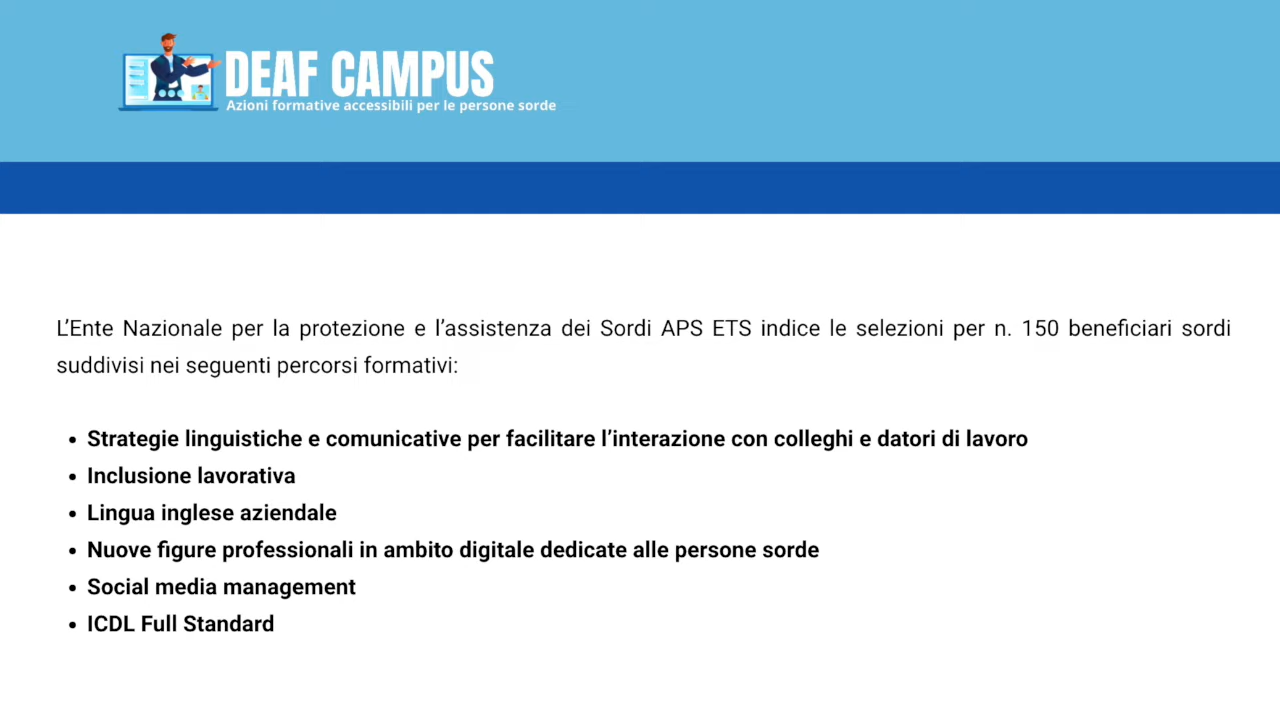 DEAF CAMPUS
Azioni formative accessibili per le persone sorde
L’Ente Nazionale per la protezione e l’assistenza dei Sordi APS ETS indice le selezioni per n. 150 beneficiari sordi
suddivisi nei seguenti percorsi formativi:
• Strategie linguistiche e comunicative per facilitare l’interazione con colleghi e datori di lavoro
• Inclusione lavorativa
• Lingua inglese aziendale
• Nuove figure professionali in ambito digitale dedicate alle persone sorde
• Social media management
• ICDL Full Standard